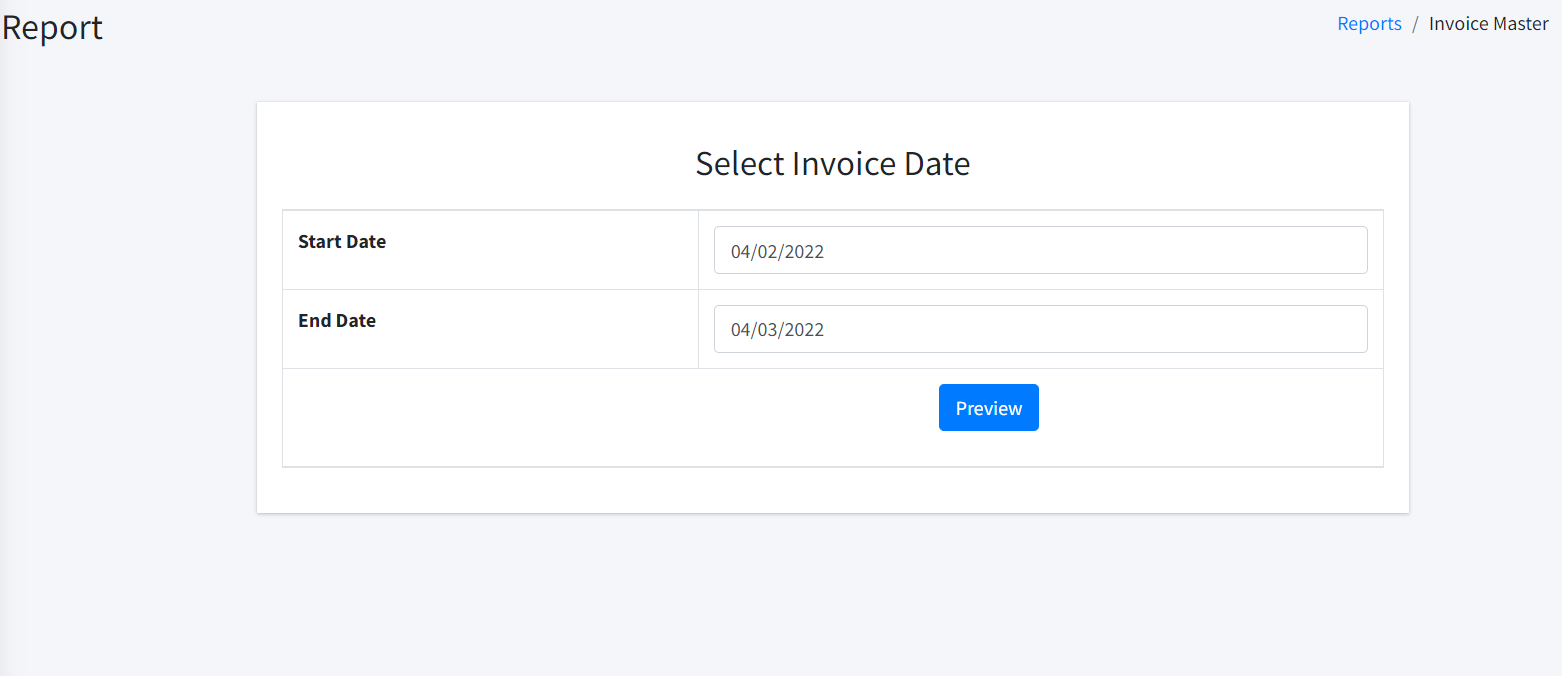 Report
Reports / Invoice Master
Select Invoice Date
Start Date
04/02/2022
End Date
04/03/2022
Preview